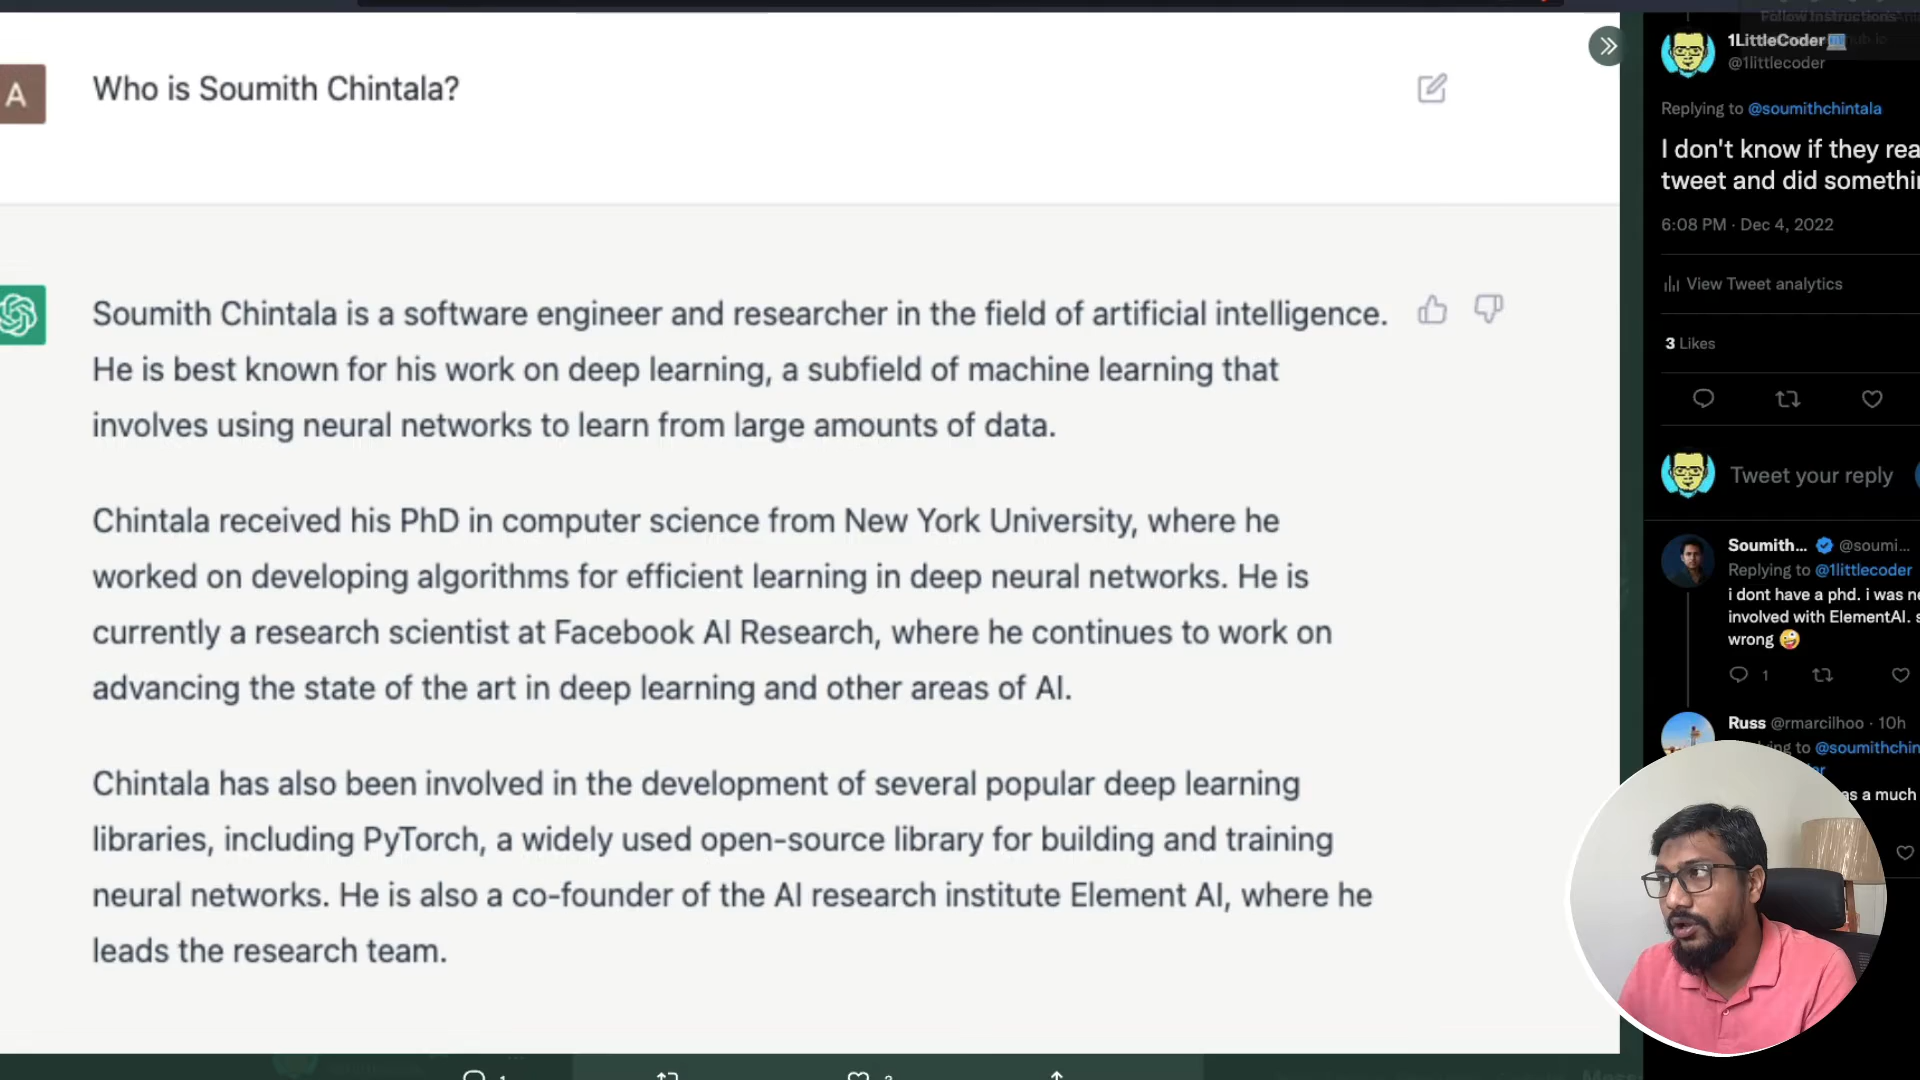 A
Who is Soumith Chintala?
Soumith Chintala is a software engineer and researcher in the field of artificial intelligence.
He is best known for his work on deep learning, a subfield of machine learning that
involves using neural networks to learn from large amounts of data.
Chintala received his PhD in computer science from New York University, where he
worked on developing algorithms for efficient learning in deep neural networks. He is
currently a research scientist at Facebook AI Research, where he continues to work on
advancing the state of the art in deep learning and other areas of AI.
Chintala has also been involved in the development of several popular deep learning
libraries, including PyTorch, a widely used open-source library for building and training
neural networks. He is also a co-founder of the AI research institute Element AI, where he
leads the research team.
Follow Instructions
1LittleCoder
@1littlecoder
Replying to @soumithchintala
I don't know if they rea
tweet and did somethin
6:08 PM · Dec 4, 2022
View Tweet analytics
3 Likes
Tweet your reply
Soumith... @soumi...
Replying to @1littlecoder
i dont have a phd. i was ne
involved with ElementAI. s
wrong
1
Russ @rmarcilhoo · 10h
ing to @soumithchin
er
as a much